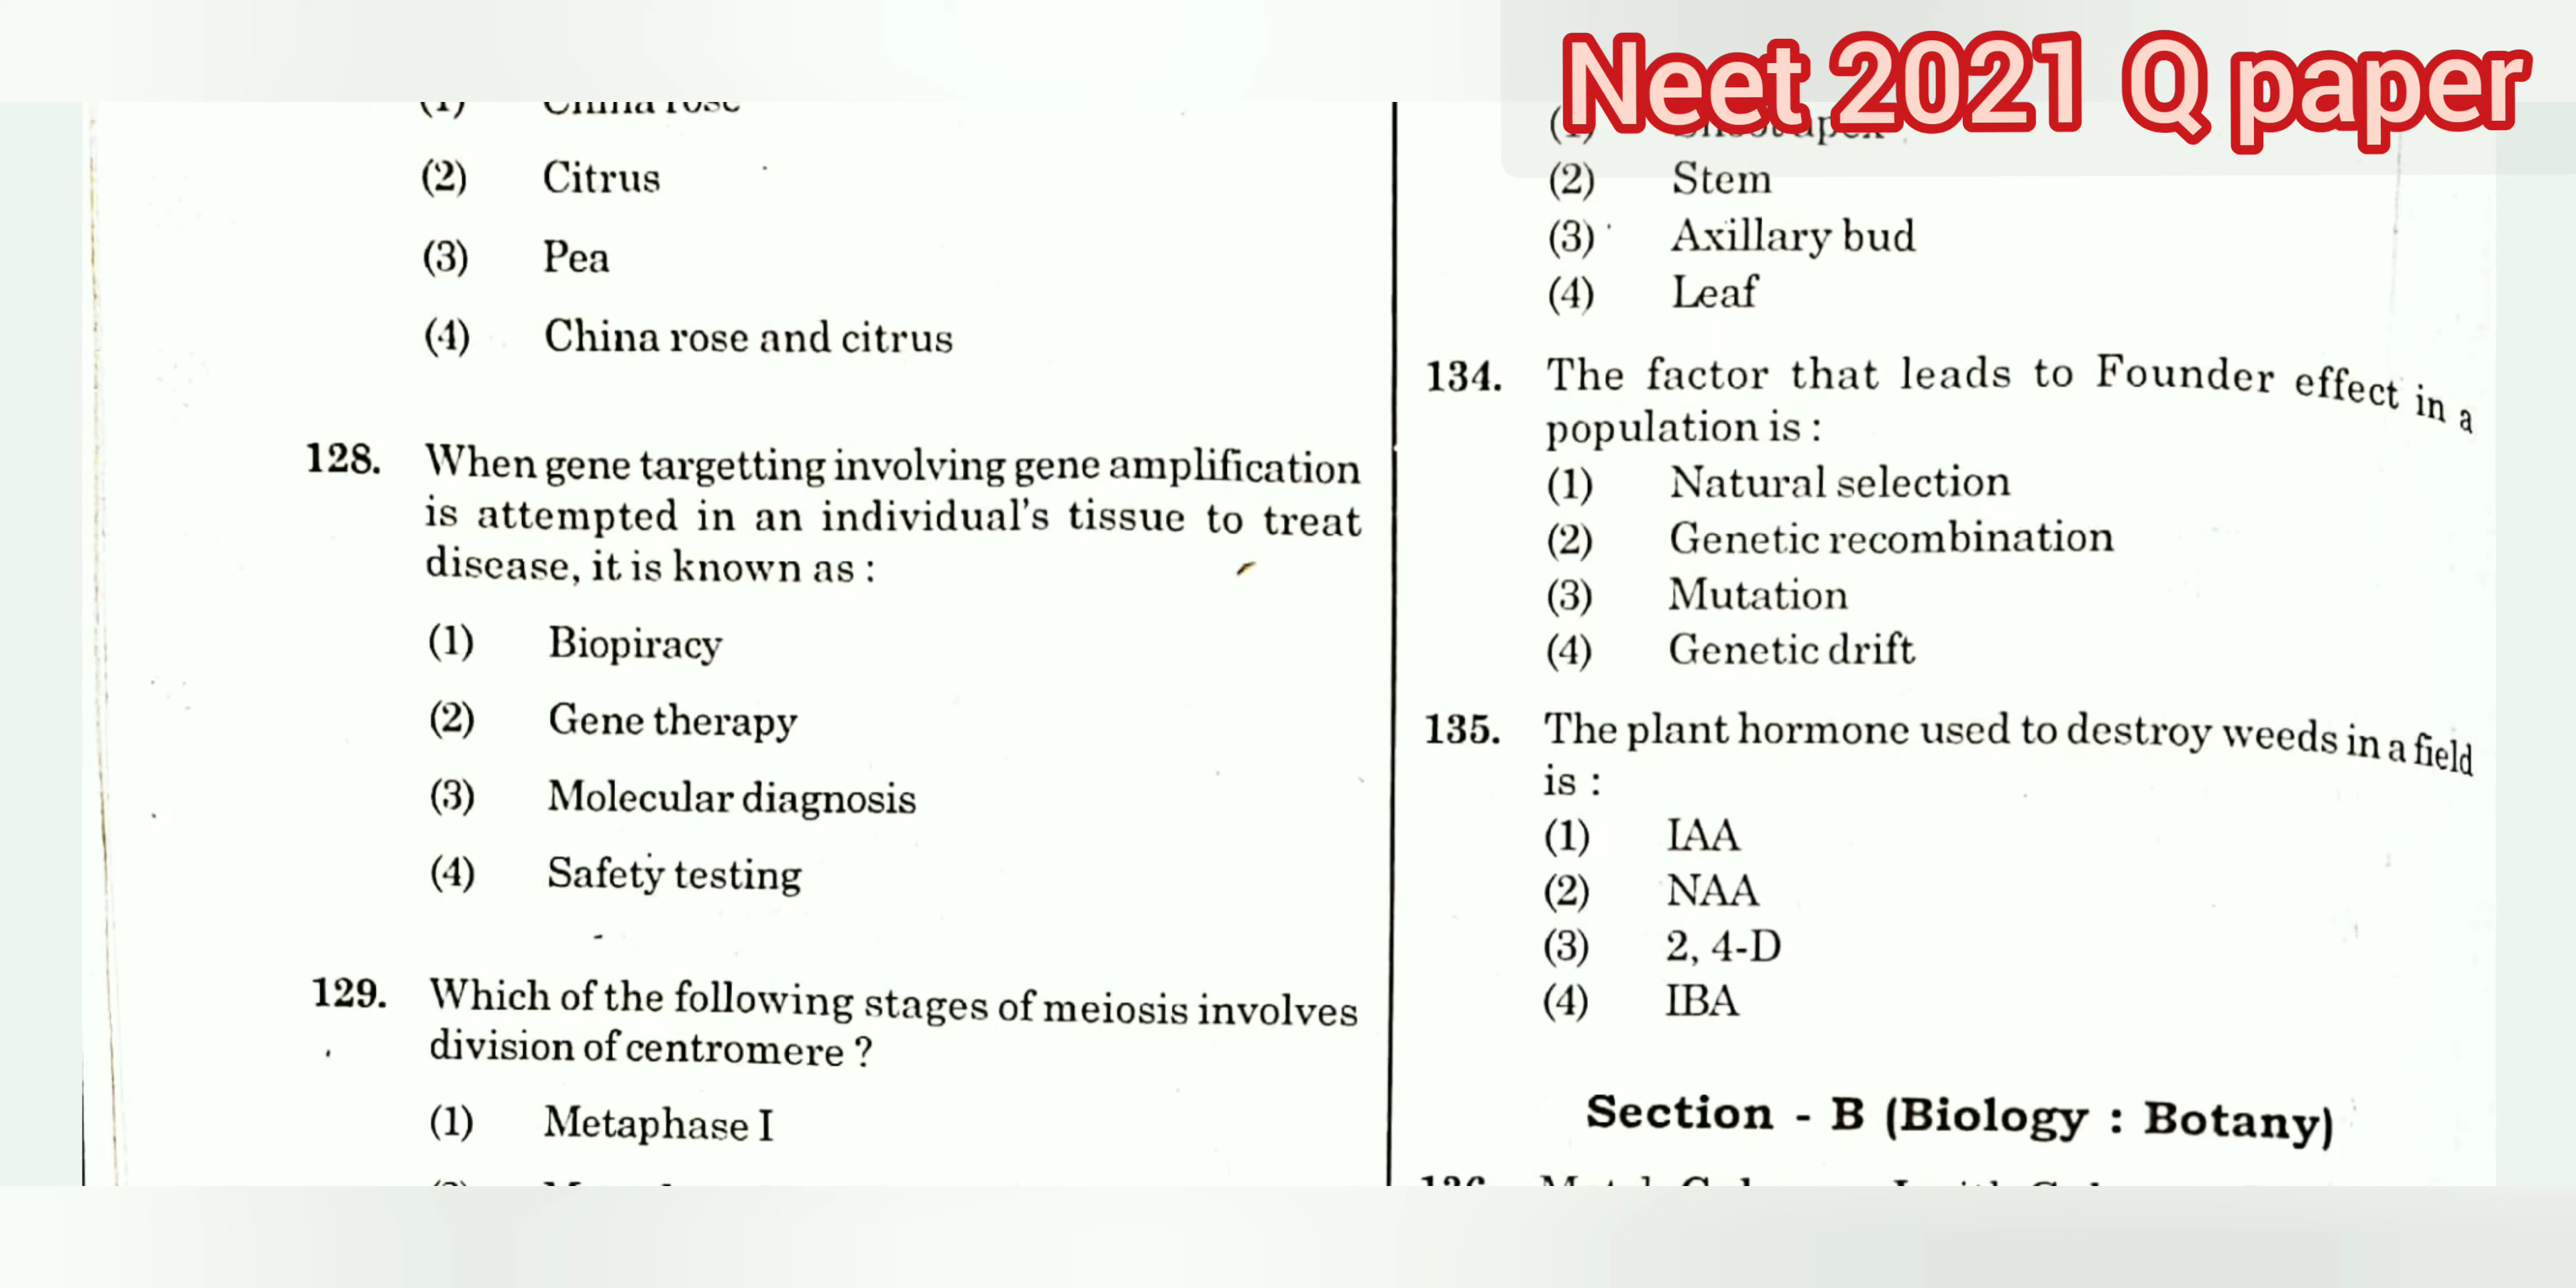 Neet 2021 Q paper
(1) China rose
(2) Citrus
(3) Pea
(4) China rose and citrus
128. When gene targetting involving gene amplification
is attempted in an individual's tissue to treat
disease, it is known as :
(1) Biopiracy
(2) Gene therapy
(3) Molecular diagnosis
(4) Safety testing
129. Which of the following stages of meiosis involves
division of centromere ?
(1) Metaphase I
(2) Stem
(3) Axillary bud
(4) Leaf
134. The factor that leads to Founder effect in a
population is :
(1) Natural selection
(2) Genetic recombination
(3) Mutation
(4) Genetic drift
135. The plant hormone used to destroy weeds in a field
is :
(1) IAA
(2) NAA
(3) 2, 4-D
(4) IBA
Section - B (Biology : Botany)